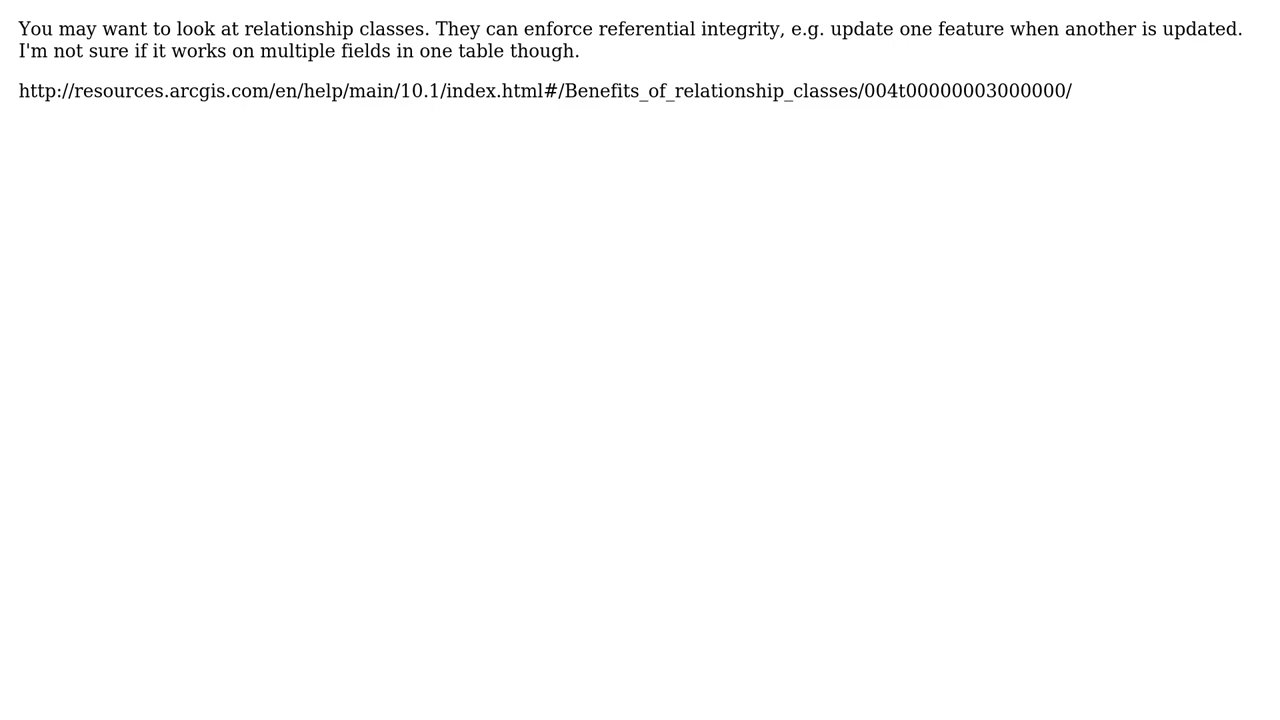 You may want to look at relationship classes. They can enforce referential integrity, e.g. update one feature when another is updated.
I'm not sure if it works on multiple fields in one table though.
http://resources.arcgis.com/en/help/main/10.1/index.html#/Benefits_of_relationship_classes/004t00000003000000/